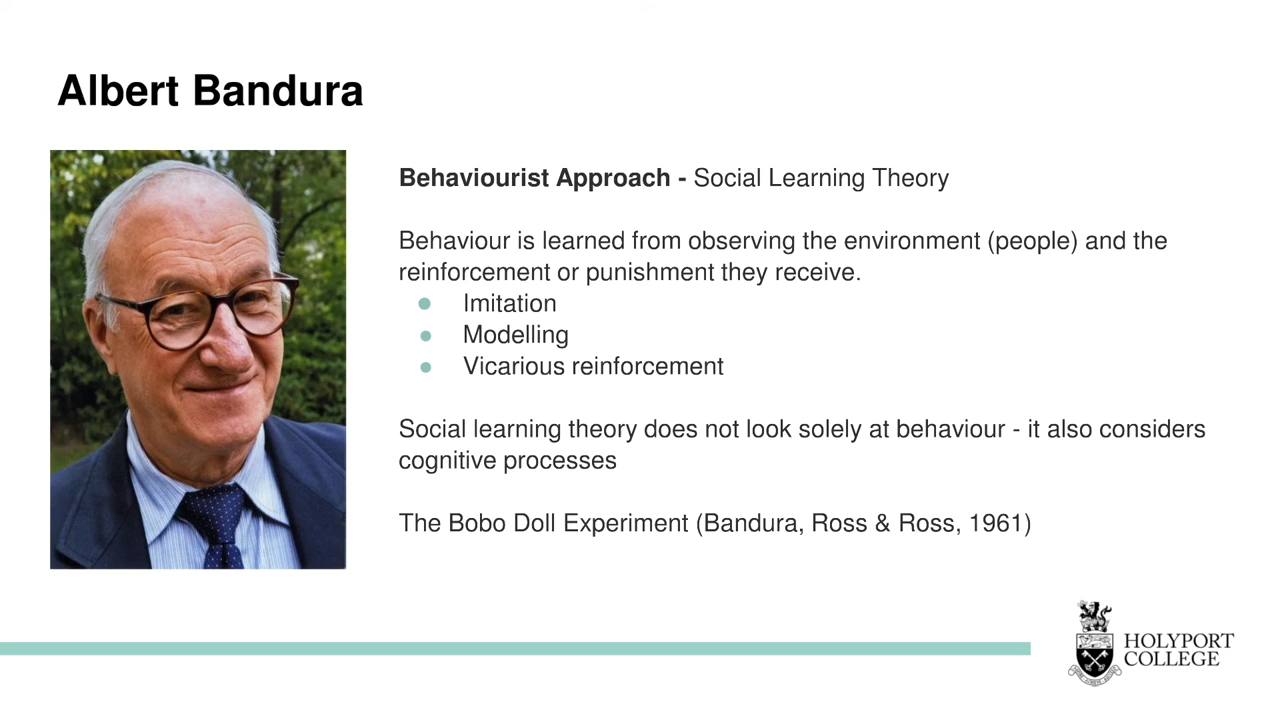 Albert Bandura
Behaviourist Approach - Social Learning Theory
Behaviour is learned from observing the environment (people) and the
reinforcement or punishment they receive.
● Imitation
● Modelling
● Vicarious reinforcement
Social learning theory does not look solely at behaviour - it also considers
cognitive processes
The Bobo Doll Experiment (Bandura, Ross & Ross, 1961)
HOLYPORT
COLLEGE